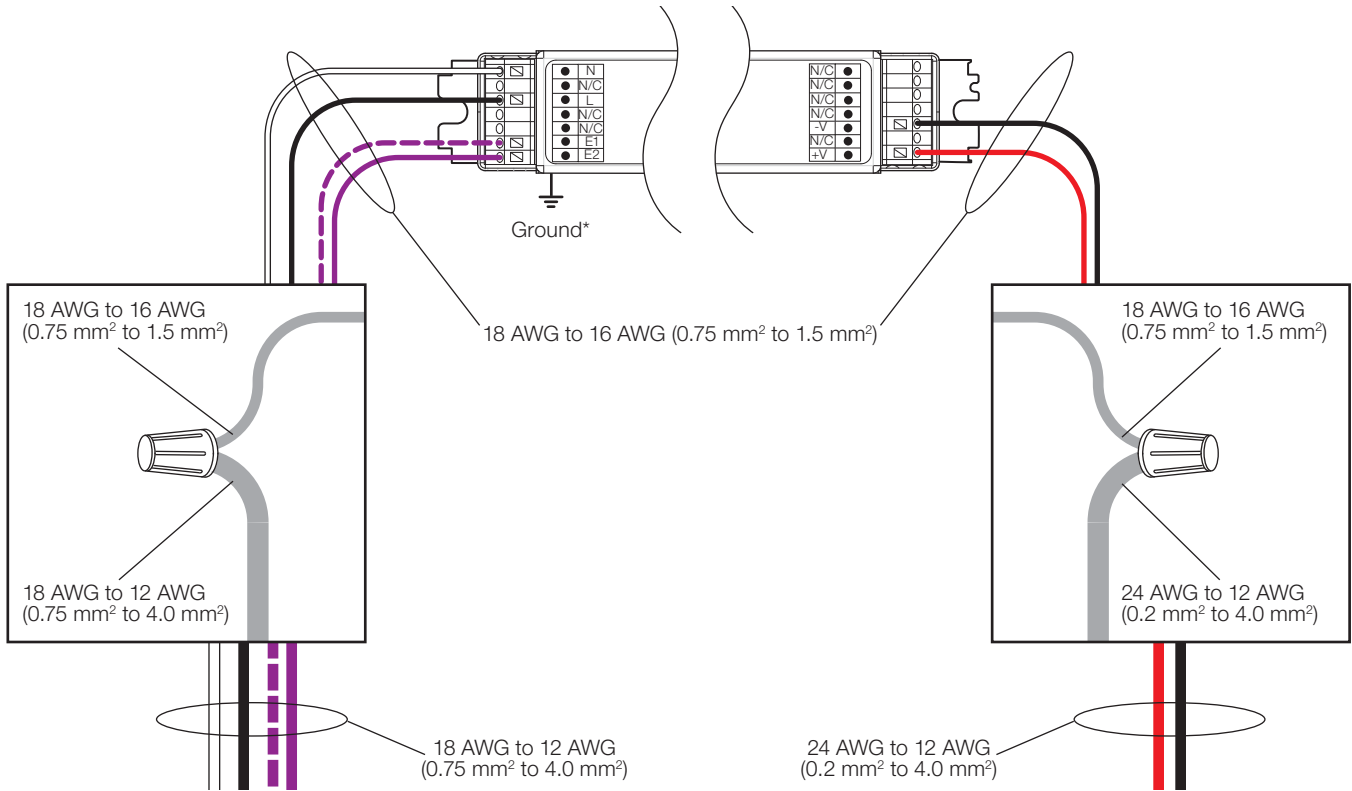 N
N/C
L
N/C
N/C
E1
E2
N/C
N/C
N/C
N/C
-V
N/C
+V
Ground*
18 AWG to 16 AWG
(0.75 mm² to 1.5 mm²)
18 AWG to 16 AWG (0.75 mm² to 1.5 mm²)
18 AWG to 16 AWG
(0.75 mm² to 1.5 mm²)
18 AWG to 12 AWG
(0.75 mm² to 4.0 mm²)
24 AWG to 12 AWG
(0.2 mm² to 4.0 mm²)
18 AWG to 12 AWG
(0.75 mm² to 4.0 mm²)
24 AWG to 12 AWG
(0.2 mm² to 4.0 mm²)